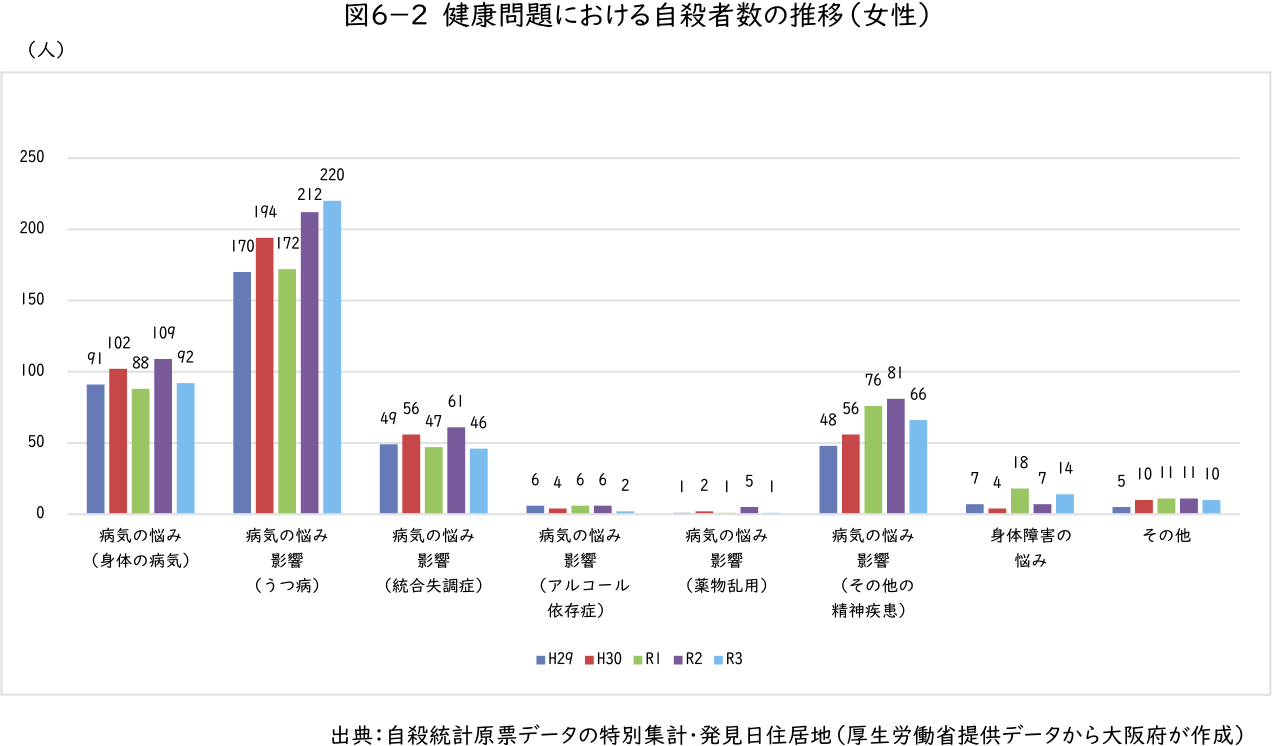 図6−2 健康問題における自殺者数の推移（女性）
（人）
250
200
150
100
50
0
91 102 88 109 92
170 194 172 212 220
49 56 47 61 46
6 4 6 6 2
1 2 1 5 1
48 56 76 81 66
7 4 18 7 14
5 10 11 11 10
病気の悩み
（身体の病気）
病気の悩み
影響
（うつ病）
病気の悩み
影響
（統合失調症）
病気の悩み
影響
（アルコール
依存症）
病気の悩み
影響
（薬物乱用）
病気の悩み
影響
（その他の
精神疾患）
身体障害の
悩み
その他
H29 H30 R1 R2 R3
出典：自殺統計原票データの特別集計・発見日住居地（厚生労働省提供データから大阪府が作成）